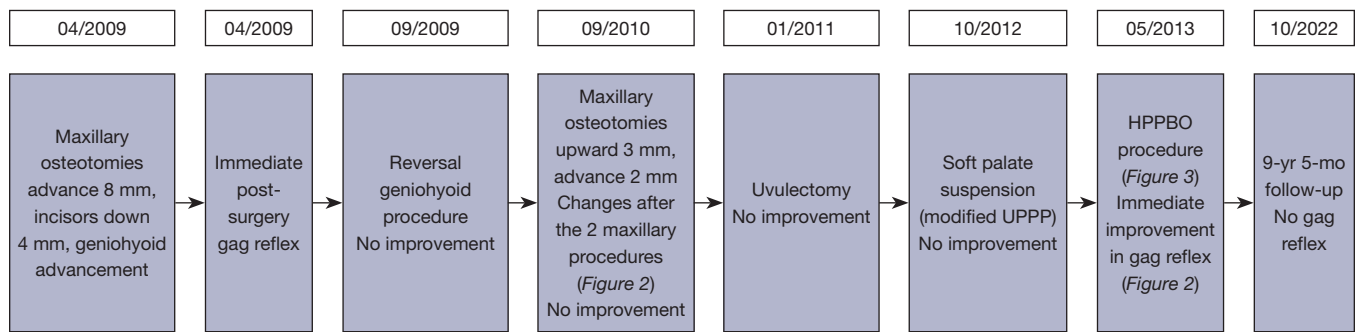 04/2009
04/2009
09/2009
09/2010
01/2011
10/2012
05/2013
10/2022
Maxillary
osteotomies
advance 8 mm,
incisors down
4 mm, geniohyoid
advancement
Immediate
post-
surgery
gag reflex
Reversal
geniohyoid
procedure
No improvement
Maxillary
osteotomies
upward 3 mm,
advance 2 mm
Changes after
the 2 maxillary
procedures
(Figure 2)
No improvement
Uvulectomy
No improvement
Soft palate
suspension
(modified UPPP)
No improvement
HPPBO
procedure
(Figure 3)
Immediate
improvement
in gag reflex
(Figure 2)
9-yr 5-mo
follow-up
No gag
reflex